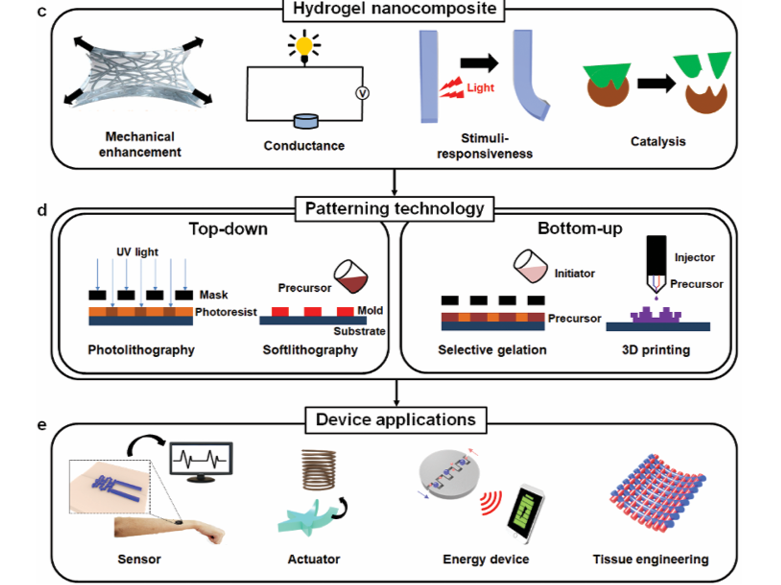 c
Hydrogel nanocomposite
V
Light
Mechanical
enhancement
Conductance
Stimuli-
responsiveness
Catalysis
d
Patterning technology
Top-down
UV light
Mask
Photoresist
Photolithography
Precursor
Mold
Substrate
Softlithography
Bottom-up
Initiator
Precursor
Selective gelation
Injector
Precursor
3D printing
e
Device applications
Sensor
Actuator
Energy device
Tissue engineering